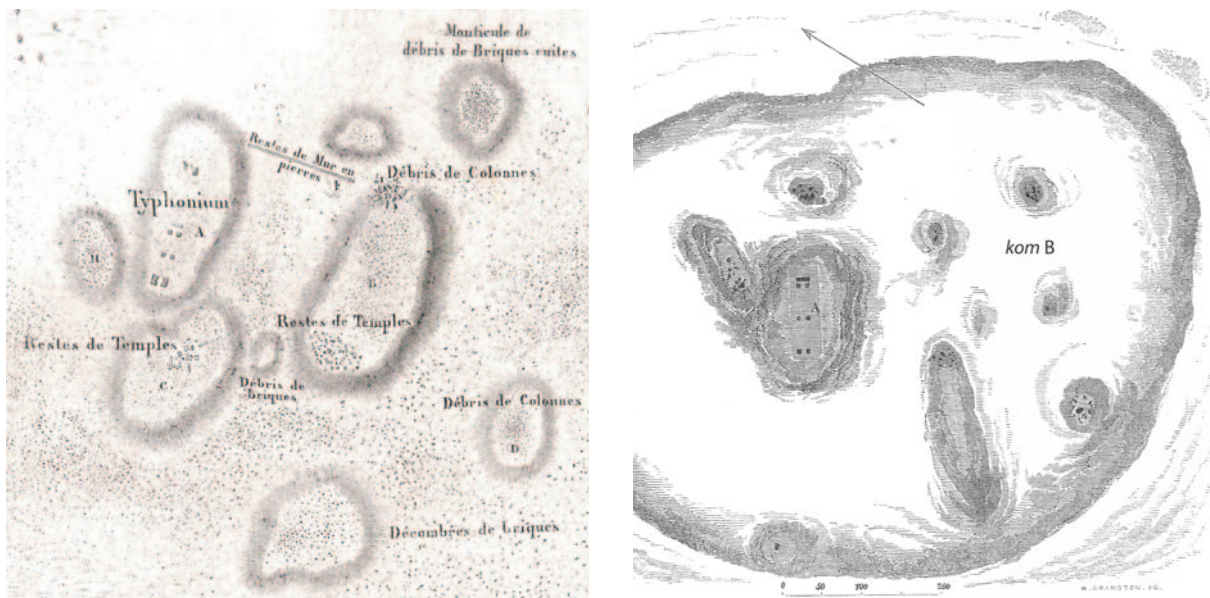 Monticule de
débris de Briques cuites
Restes de Mur en
pierres
Débris de Colonnes
Typhonium
A
H
B
Restes de Temples
Restes de Temples
C
Débris de
Briques
Débris de Colonnes
D
Décombrées de briques
A
kom B
0 50 100 200